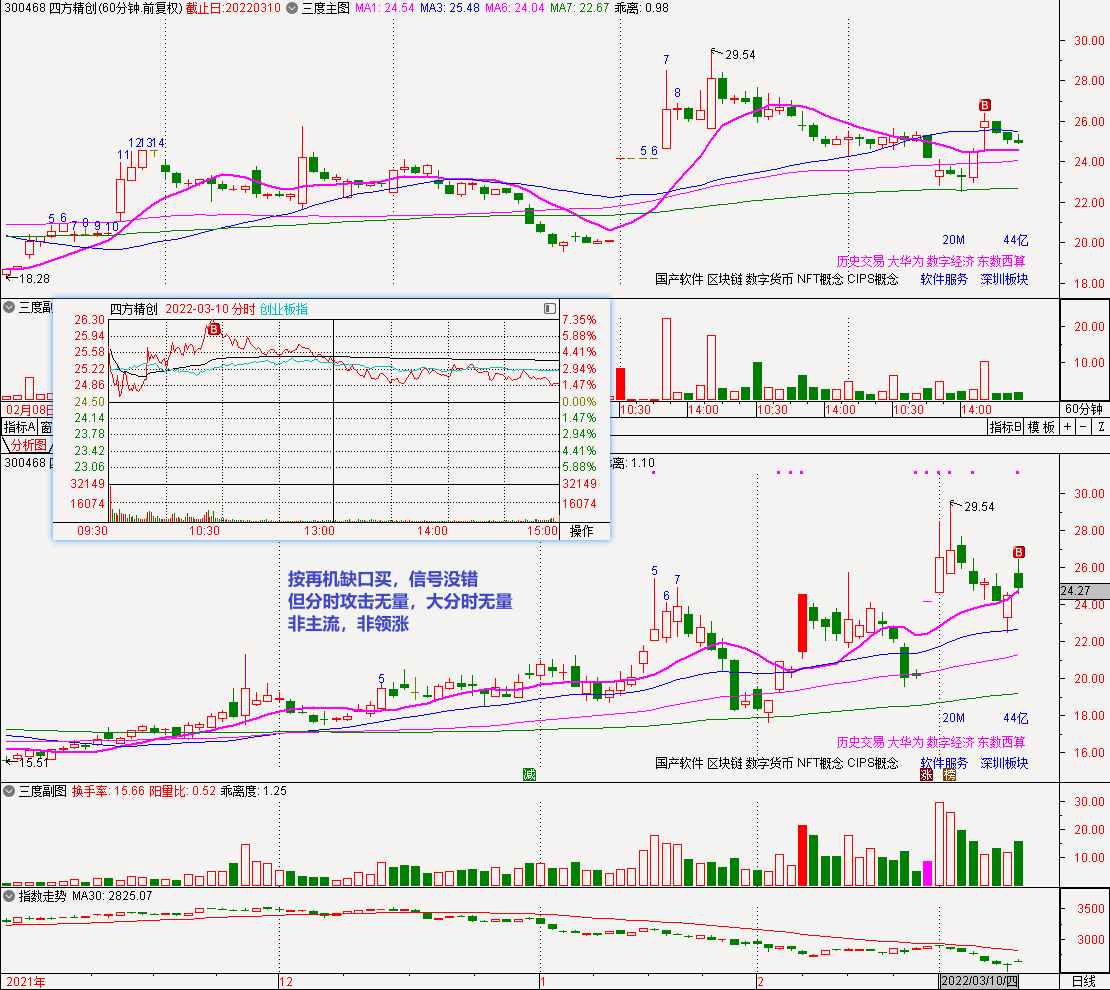 300468 四方精创(60分钟.前复权) 截止日:20220310 三度主图 MA1: 24.54 MA3: 25.48 MA6: 24.04 MA7: 22.67 乖离: 0.98
30.00
29.54
7
28.00
8
B
26.00
11 12 13 14
5 6
24.00
22.00
5 6 7 8 9 10
20M 44亿
20.00
历史交易 大华为 数字经济 东数西算
18.28
国产软件 区块链 数字货币 NFT概念 CIPS概念 软件服务 深圳板块
18.00
三度副
四方精创 2022-03-10 分时 创业板指
26.30 7.35%
B
25.94 5.88%
25.58 4.41%
25.22 2.94%
24.86 1.47%
24.50 0.00%
24.14 1.47%
23.78 2.94%
23.42 4.41%
23.06 5.88%
32149 32149
16074 16074
09:30 10:30 13:00 14:00 15:00 操作
20.00
10.00
02月08日
10:30 14:00 10:30 14:00 10:30 14:00 60分钟
指标A 窗
指标B 模板 + − Z
分析图
300468 四
乖离: 1.10
30.00
29.54
28.00
B
26.00
24.27
24.00
22.00
20.00
18.00
16.00
按再机缺口买，信号没错
但分时攻击无量，大分时无量
非主流，非领涨
5
6
7
5
20M 44亿
历史交易 大华为 数字经济 东数西算
15.51
国产软件 区块链 数字货币 NFT概念 CIPS概念 软件服务 深圳板块
减
涨
榜
三度副图 换手率: 15.66 阳量比: 0.52 乖离度: 1.25
30.00
20.00
10.00
指数走势 MA30: 2825.07
3500
3000
2021年 12 1 2 2022/03/10/四 日线